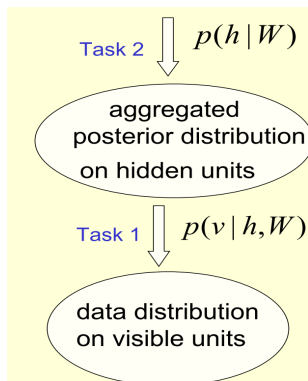 Task 2 p(h | W)
aggregated
posterior distribution
on hidden units
Task 1 p(v | h, W)
data distribution
on visible units